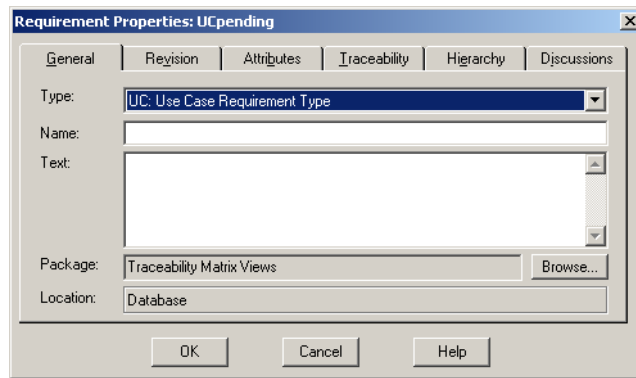 Requirement Properties: UCpending
General Revision Attributes Traceability Hierarchy Discussions
Type: UC: Use Case Requirement Type
Name:
Text:
Package: Traceability Matrix Views Browse...
Location: Database
OK Cancel Help